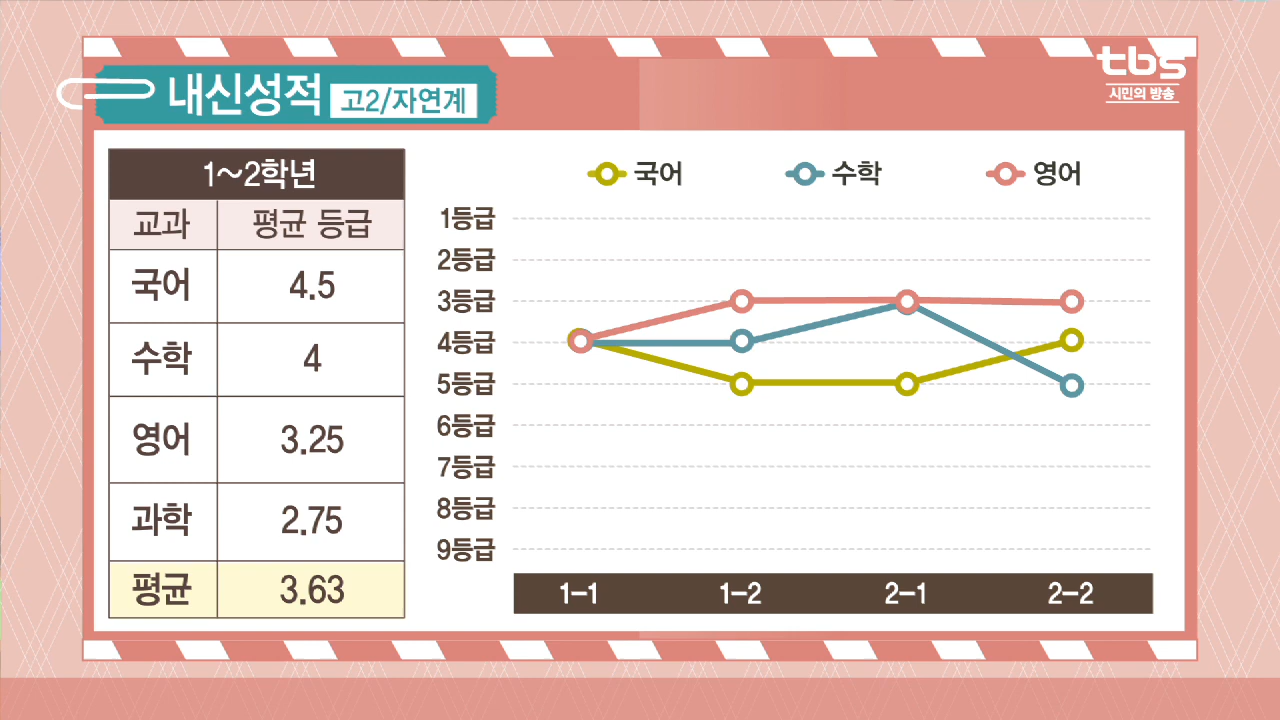 내신성적 고2/자연계
tbs
시민의 방송
1~2학년
교과 평균 등급
국어 4.5
수학 4
영어 3.25
과학 2.75
평균 3.63
국어 수학 영어
1등급
2등급
3등급
4등급
5등급
6등급
7등급
8등급
9등급
1-1 1-2 2-1 2-2